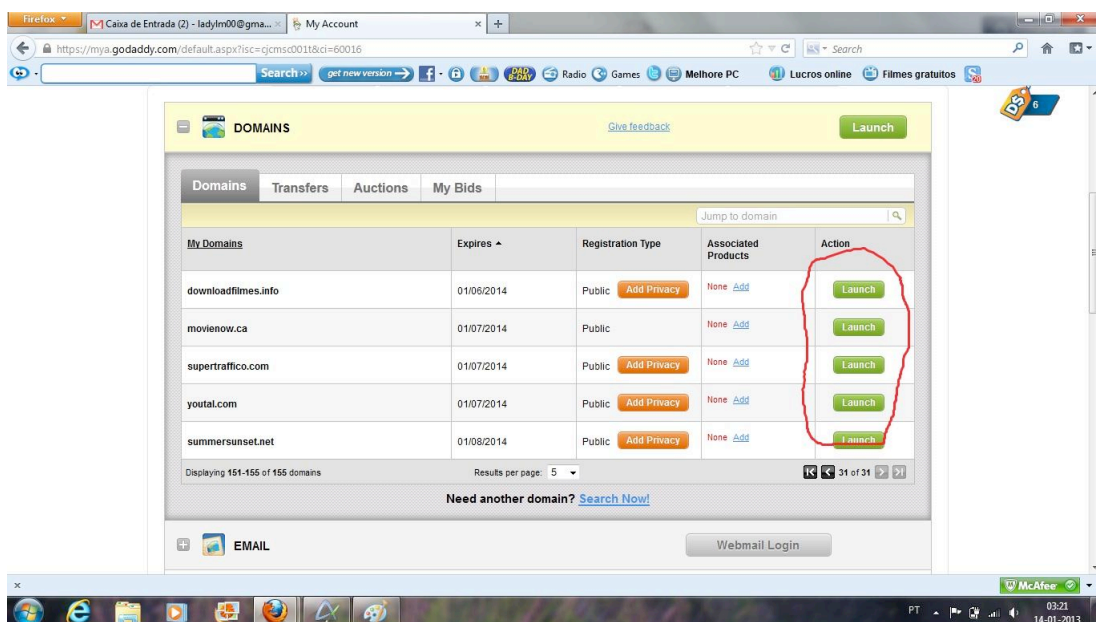 Firefox
Caixa de Entrada (2) - ladylm00@gma...
My Account
https://mya.godaddy.com/default.aspx?isc=cjcmsc001t&ci=60016
Search
Search
get new version
Radio
Games
Melhore PC
Lucros online
Filmes gratuitos
DOMAINS
Give feedback
Launch
DS 6
Domains Transfers Auctions My Bids
Jump to domain
My Domains Expires Registration Type Associated Products Action
downloadfilmes.info 01/06/2014 Public Add Privacy None Add Launch
movienow.ca 01/07/2014 Public None Add Launch
supertraffico.com 01/07/2014 Public Add Privacy None Add Launch
youtal.com 01/07/2014 Public Add Privacy None Add Launch
summersunset.net 01/08/2014 Public Add Privacy None Add Launch
Displaying 151-155 of 155 domains Results per page: 5 31 of 31
Need another domain? Search Now!
EMAIL
Webmail Login
McAfee
PT
03:21
14-01-2013